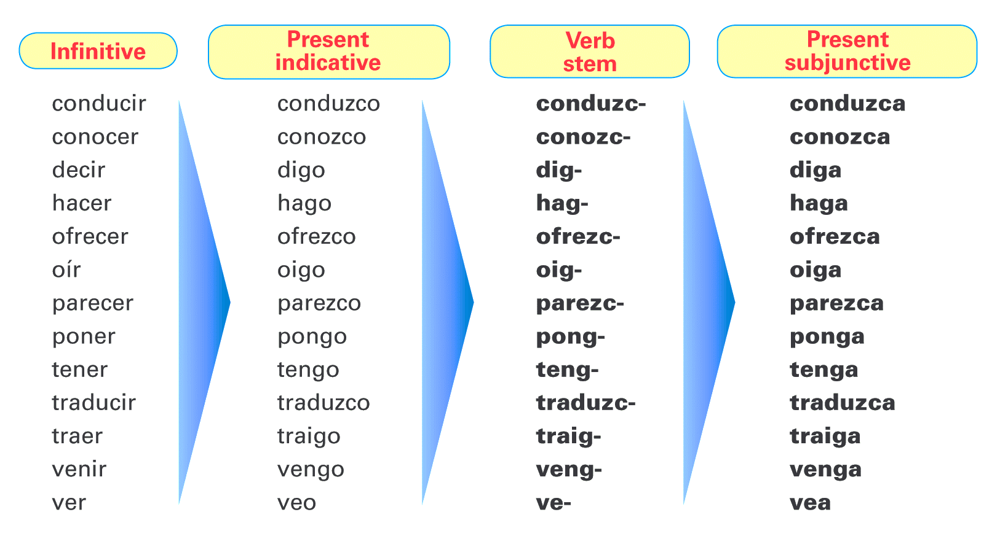 Infinitive Present indicative Verb stem Present subjunctive
conducir conduzco conduzc- conduzca
conocer conozco conozc- conozca
decir digo dig- diga
hacer hago hag- haga
ofrecer ofrezco ofrezc- ofrezca
oír oigo oig- oiga
parecer parezco parezc- parezca
poner pongo pong- ponga
tener tengo teng- tenga
traducir traduzco traduzc- traduzca
traer traigo traig- traiga
venir vengo veng- venga
ver veo ve- vea